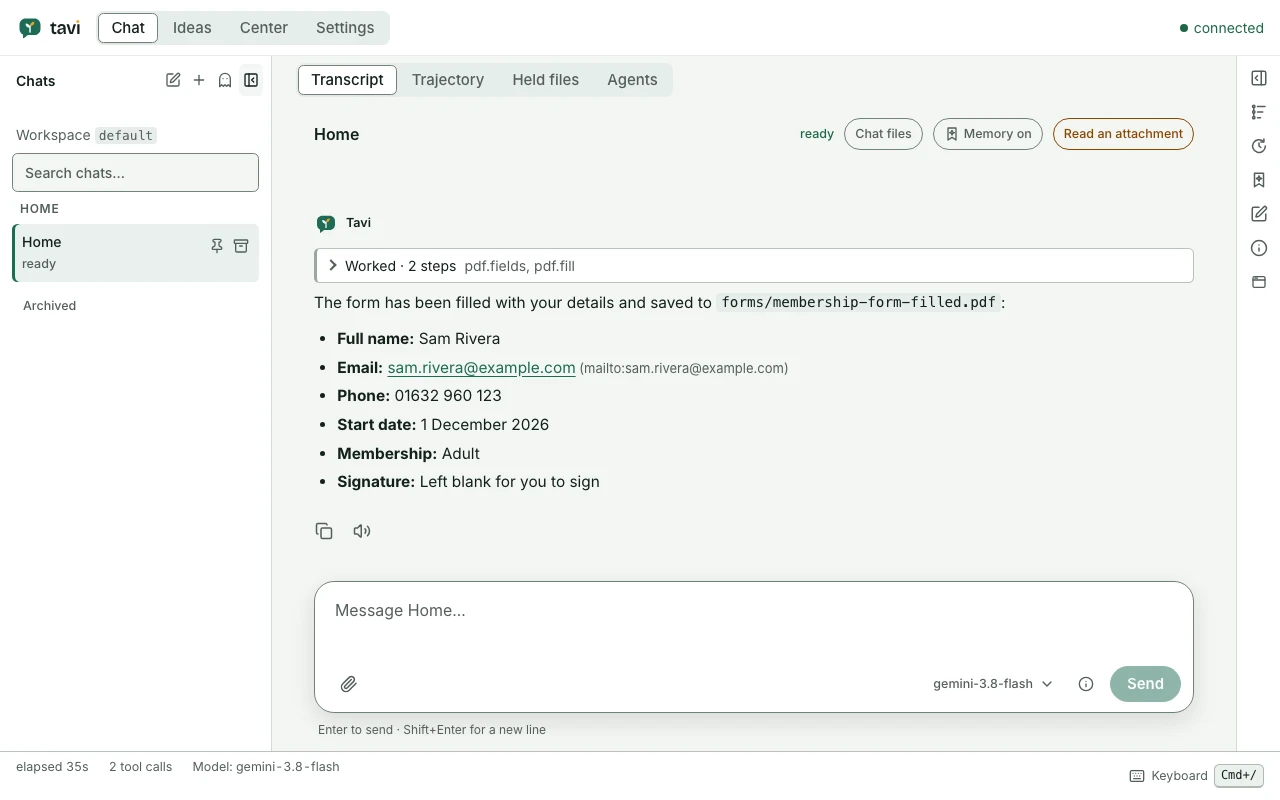 tavi
Chat Ideas Center Settings
connected
Chats
Workspace default
Search chats...
HOME
Home
ready
Archived
Transcript Trajectory Held files Agents
Home
ready Chat files Memory on Read an attachment
Tavi
Worked · 2 steps pdf.fields, pdf.fill
The form has been filled with your details and saved to forms/membership-form-filled.pdf:
• Full name: Sam Rivera
• Email: sam.rivera@example.com (mailto:sam.rivera@example.com)
• Phone: 01632 960 123
• Start date: 1 December 2026
• Membership: Adult
• Signature: Left blank for you to sign
Message Home...
gemini-3.8-flash
Send
Enter to send · Shift+Enter for a new line
elapsed 35s 2 tool calls Model: gemini-3.8-flash
Keyboard Cmd+/